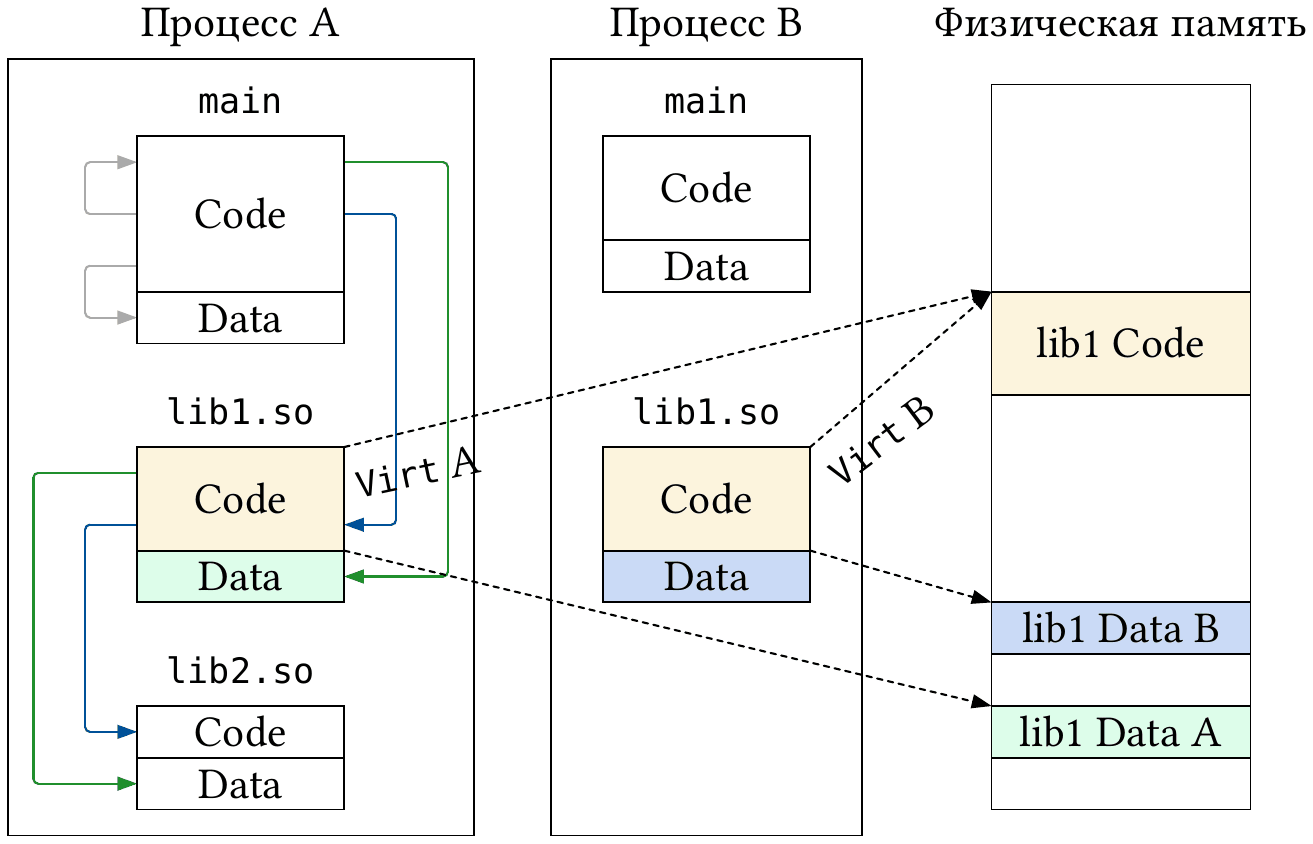 Процесс A
main
Code
Data
lib1.so
Code
Data
Virt A
lib2.so
Code
Data
Процесс B
main
Code
Data
lib1.so
Code
Data
Virt B
Физическая память
lib1 Code
lib1 Data B
lib1 Data A